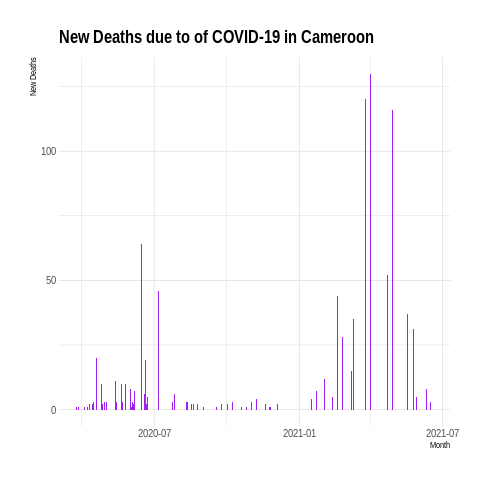 New Deaths due to of COVID-19 in Cameroon
New Deaths
100
50
0
2020-07
2021-01
2021-07
Month